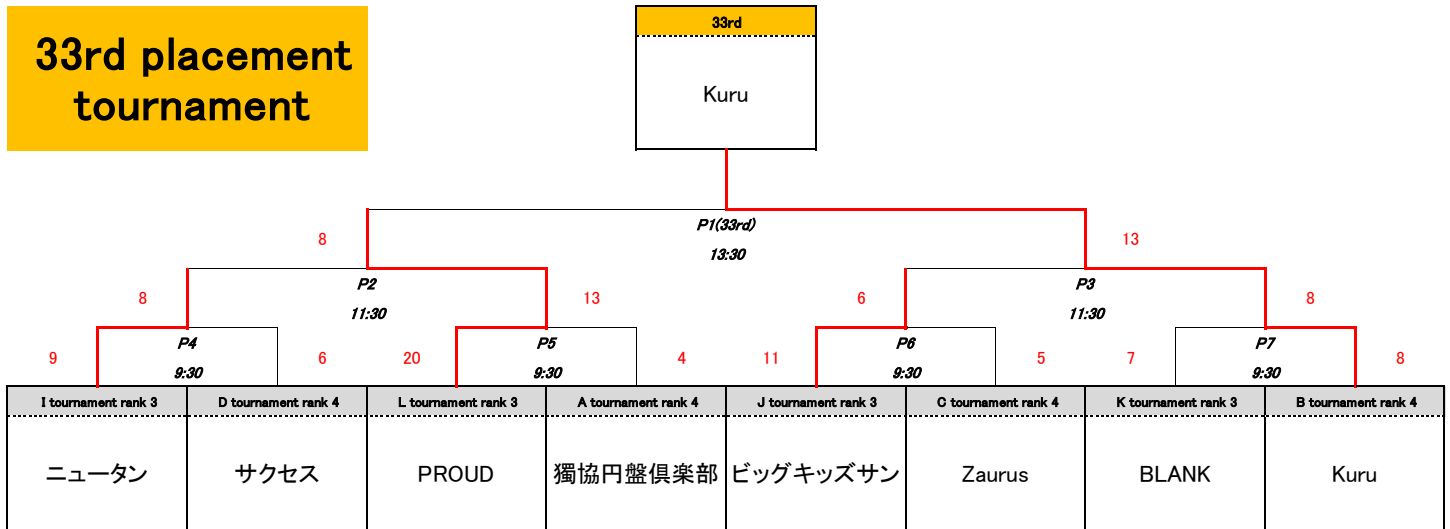 33rd placement
tournament
33rd
Kuru
P1(33rd)
8
13
13:30
P2
P3
8
13
6
8
11:30
11:30
P4
P5
P6
P7
9
6
20
4
11
5
7
8
9:30
9:30
9:30
9:30
I tournament rank 3
D tournament rank 4
L tournament rank 3
A tournament rank 4
J tournament rank 3
C tournament rank 4
K tournament rank 3
B tournament rank 4
ニュータン
サクセス
PROUD
獨協円盤倶楽部
ビッグキッズサン
Zaurus
BLANK
Kuru